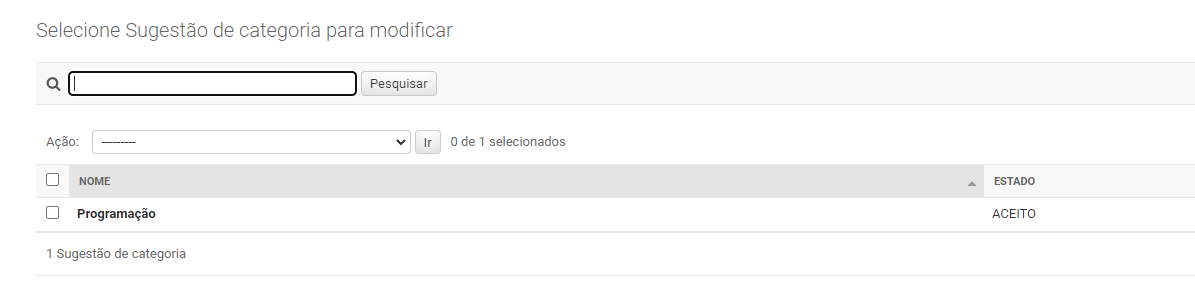 Selecione Sugestão de categoria para modificar
Pesquisar
Ação: --------- Ir 0 de 1 selecionados
NOME ESTADO
Programação ACEITO
1 Sugestão de categoria